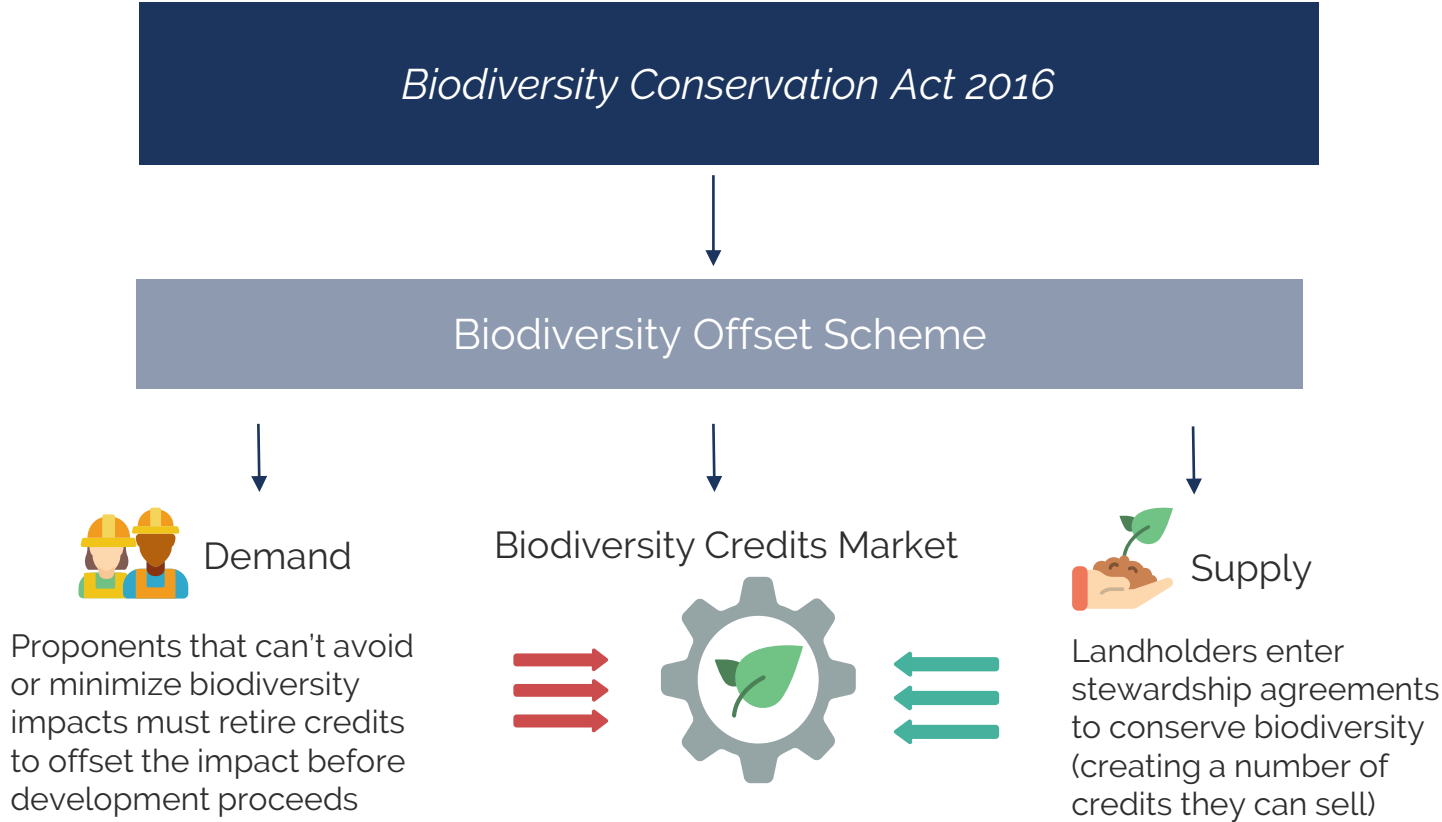 Biodiversity Conservation Act 2016
Biodiversity Offset Scheme
Demand
Proponents that can't avoid
or minimize biodiversity
impacts must retire credits
to offset the impact before
development proceeds
Biodiversity Credits Market
Supply
Landholders enter
stewardship agreements
to conserve biodiversity
(creating a number of
credits they can sell)